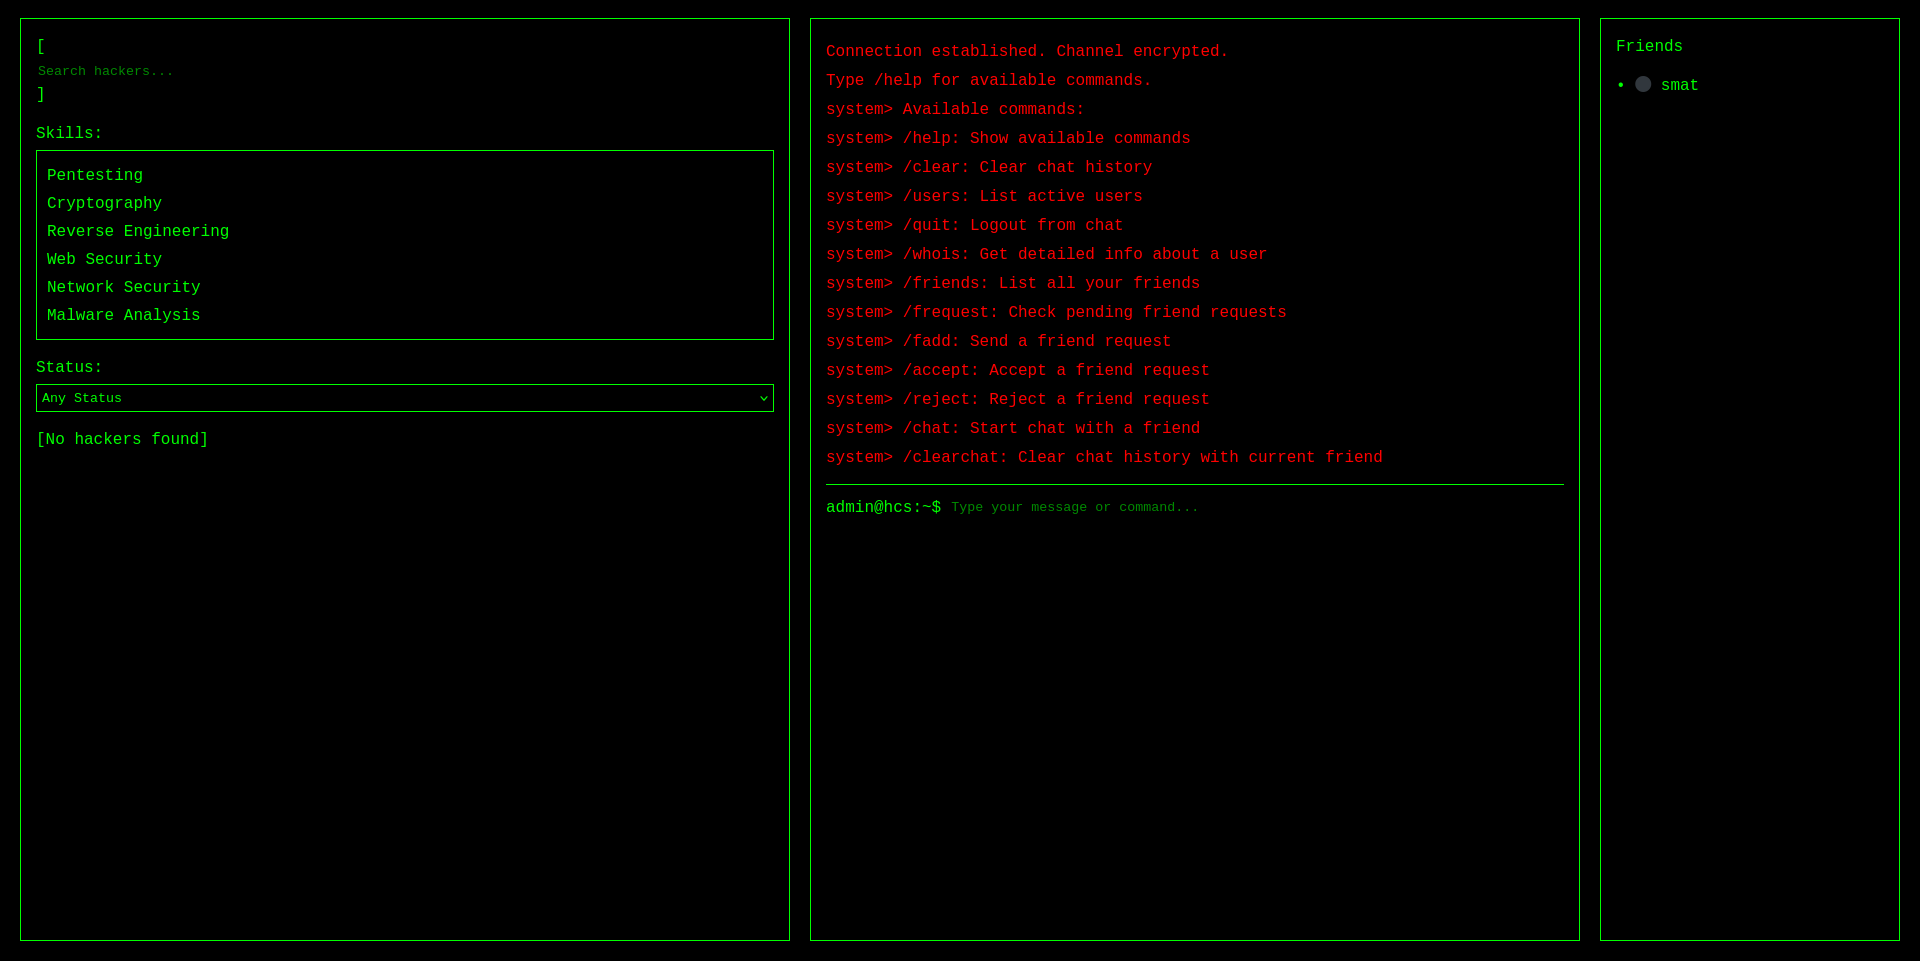 [
Search hackers...
]
Skills:
Pentesting
Cryptography
Reverse Engineering
Web Security
Network Security
Malware Analysis
Status:
Any Status
[No hackers found]
Connection established. Channel encrypted.
Type /help for available commands.
system> Available commands:
system> /help: Show available commands
system> /clear: Clear chat history
system> /users: List active users
system> /quit: Logout from chat
system> /whois: Get detailed info about a user
system> /friends: List all your friends
system> /frequest: Check pending friend requests
system> /fadd: Send a friend request
system> /accept: Accept a friend request
system> /reject: Reject a friend request
system> /chat: Start chat with a friend
system> /clearchat: Clear chat history with current friend
admin@hcs:~$ Type your message or command...
Friends
• smat